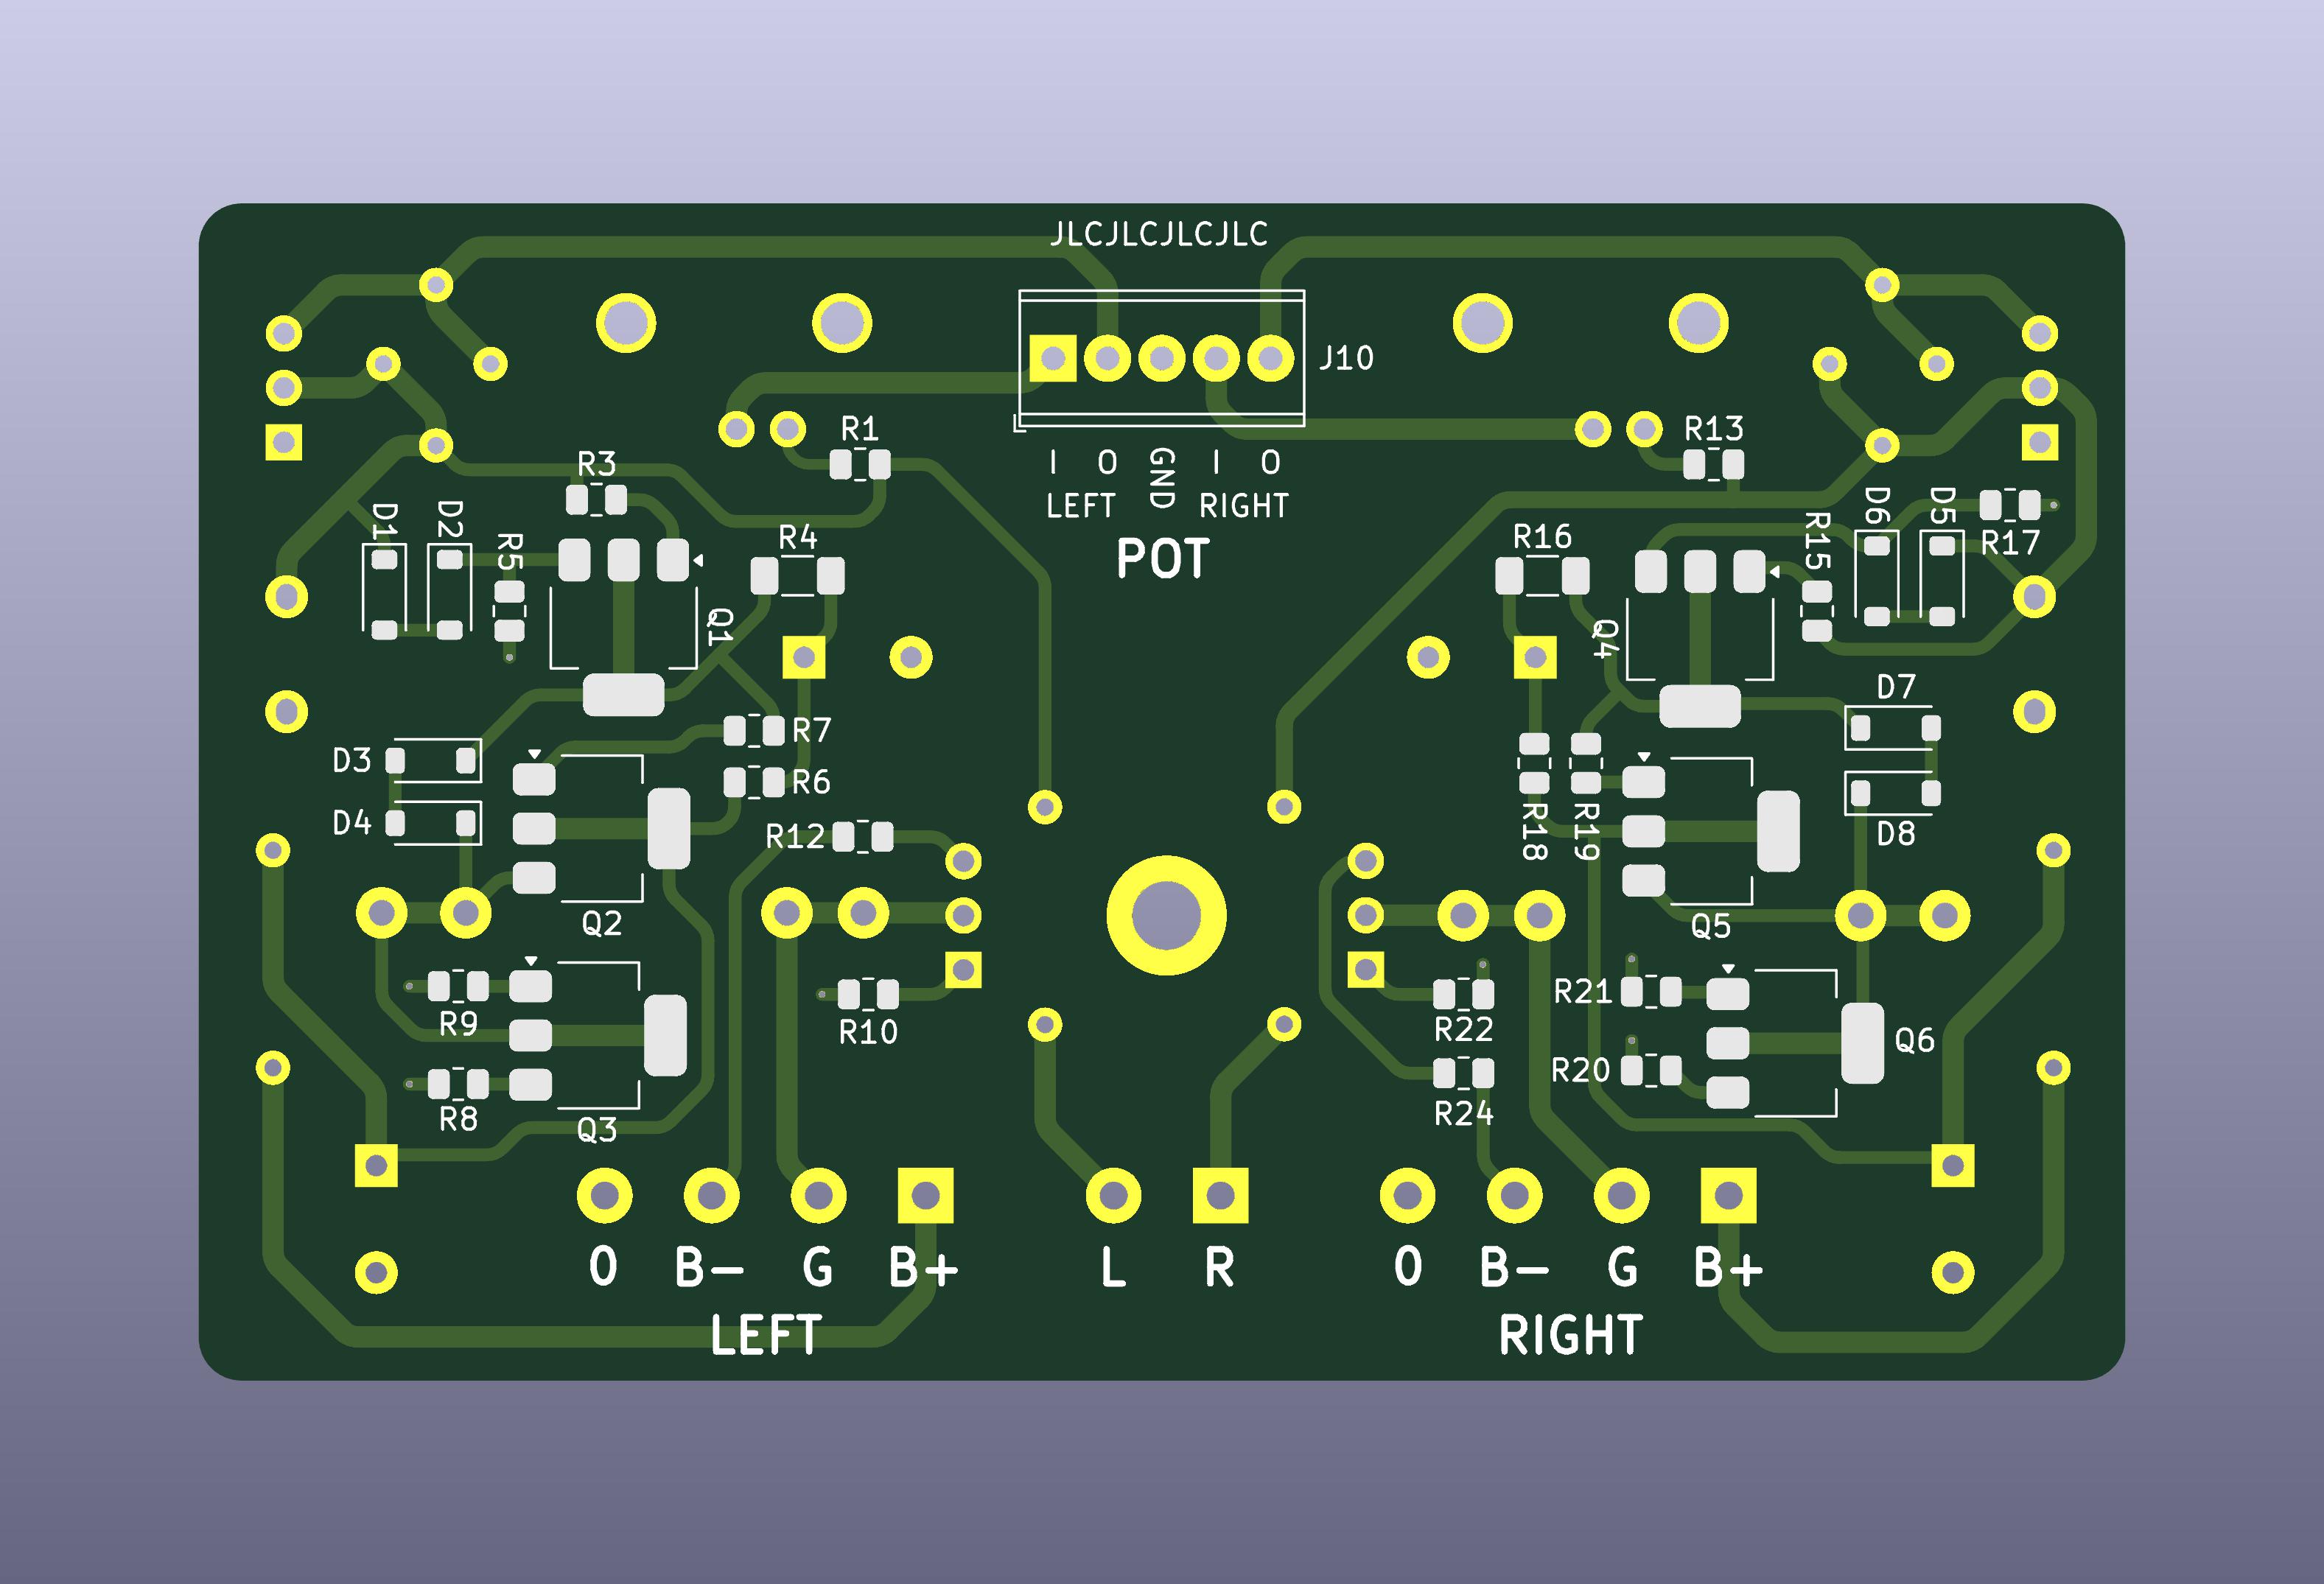 JLCJLCJLCJLC
J10
R1
R13
I O GND I O
LEFT RIGHT
POT
R3
D1
D2
R5
R4
Q1
R16
Q4
R15
D6
D5
R17
D7
D3
R7
R6
D4
R12
R18
R19
D8
Q2
Q5
R9
R10
R22
R21
Q6
R20
R8
Q3
R24
O B- G B+ L R O B- G B+
LEFT RIGHT